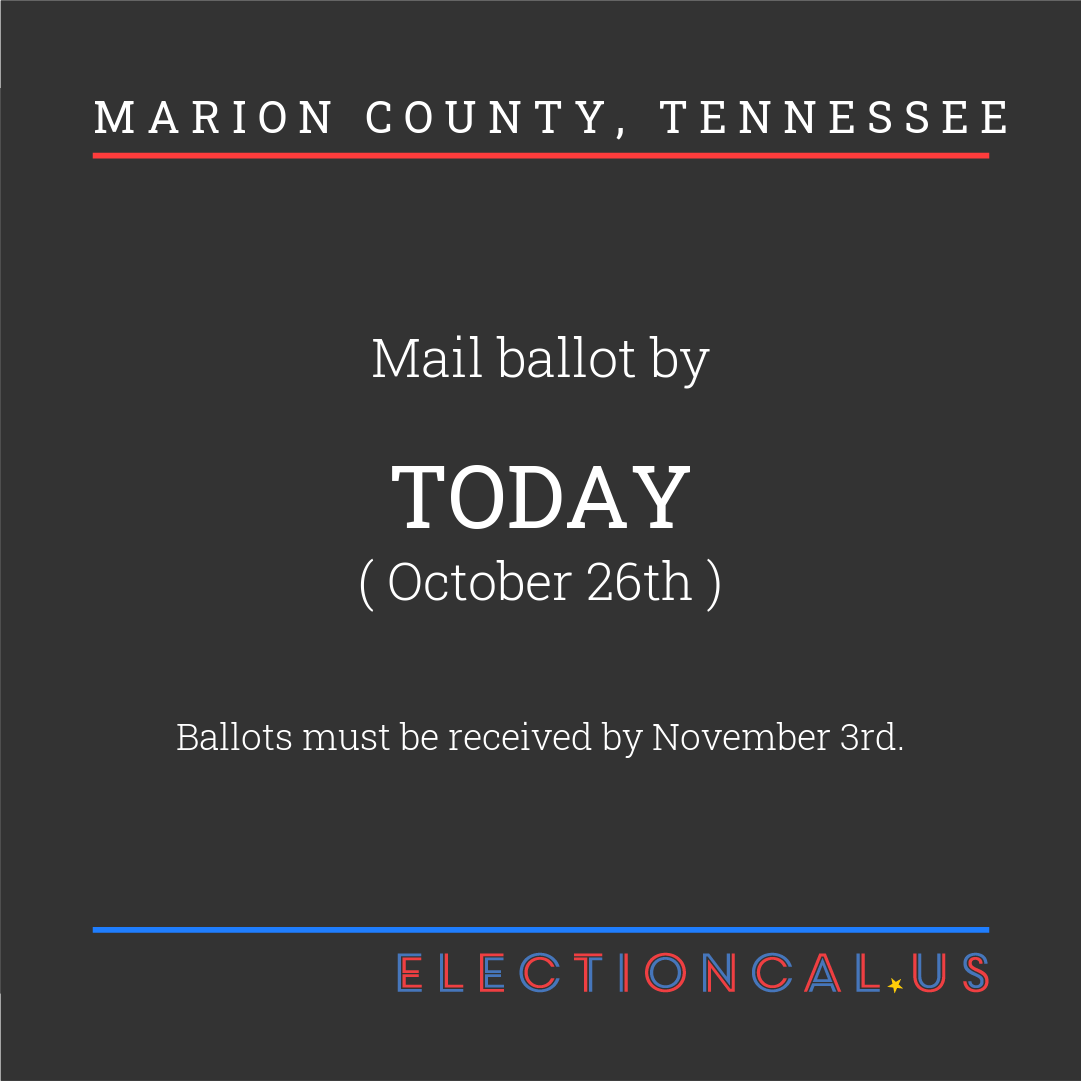 MARION COUNTY, TENNESSEE
Mail ballot by
TODAY
( October 26th )
Ballots must be received by November 3rd.
ELECTIONCAL.US